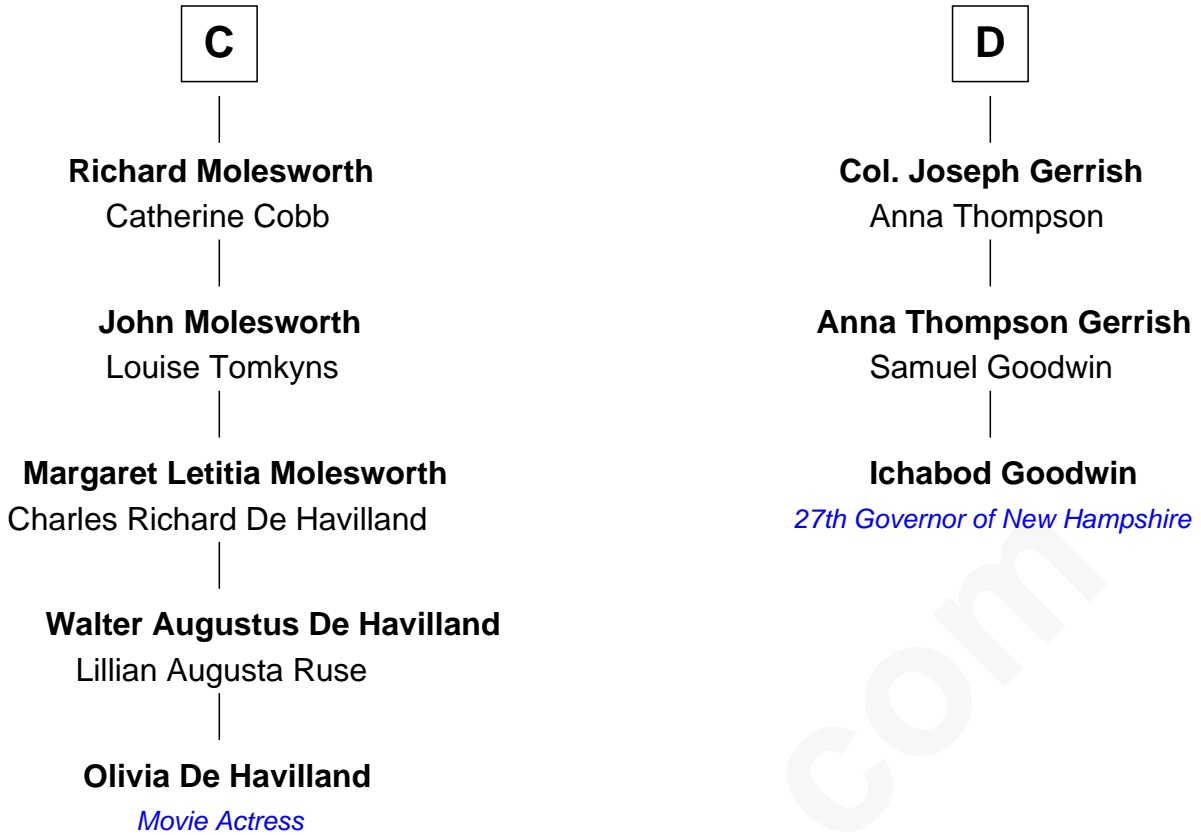 C
Richard Molesworth
Catherine Cobb
John Molesworth
Louise Tomkyns
Margaret Letitia Molesworth
Charles Richard De Havilland
Walter Augustus De Havilland
Lillian Augusta Ruse
Olivia De Havilland
Movie Actress
D
Col. Joseph Gerrish
Anna Thompson
Anna Thompson Gerrish
Samuel Goodwin
Ichabod Goodwin
27th Governor of New Hampshire
com